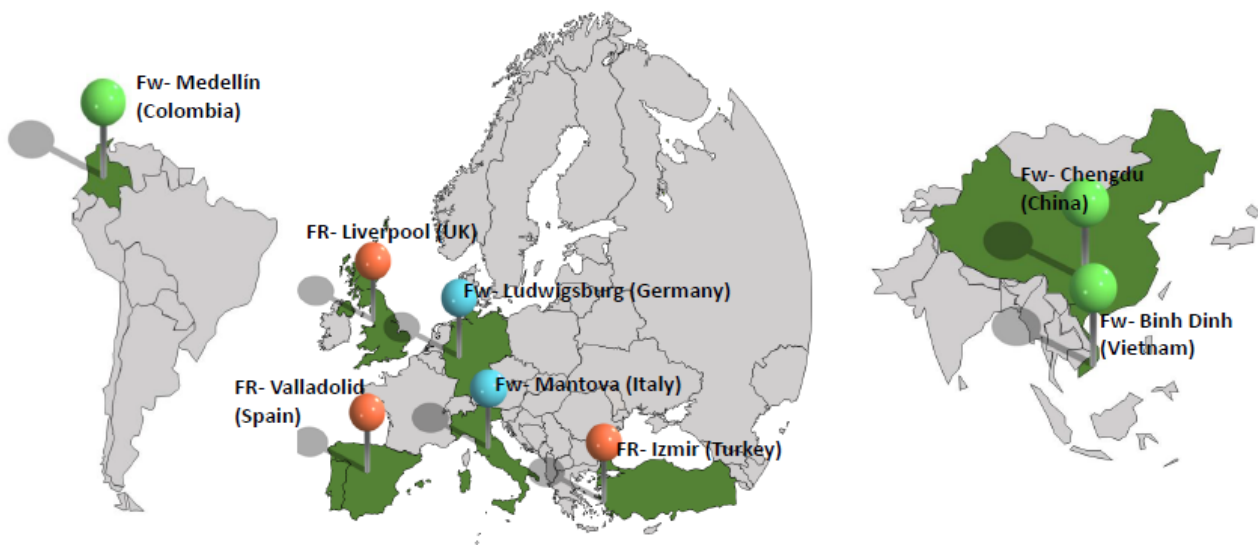 Fw- Medellín
(Colombia)
FR- Liverpool (UK)
Fw- Ludwigsburg (Germany)
FR- Valladolid
(Spain)
Fw- Mantova (Italy)
FR- Izmir (Turkey)
Fw- Chengdu
(China)
Fw- Binh Dinh
(Vietnam)